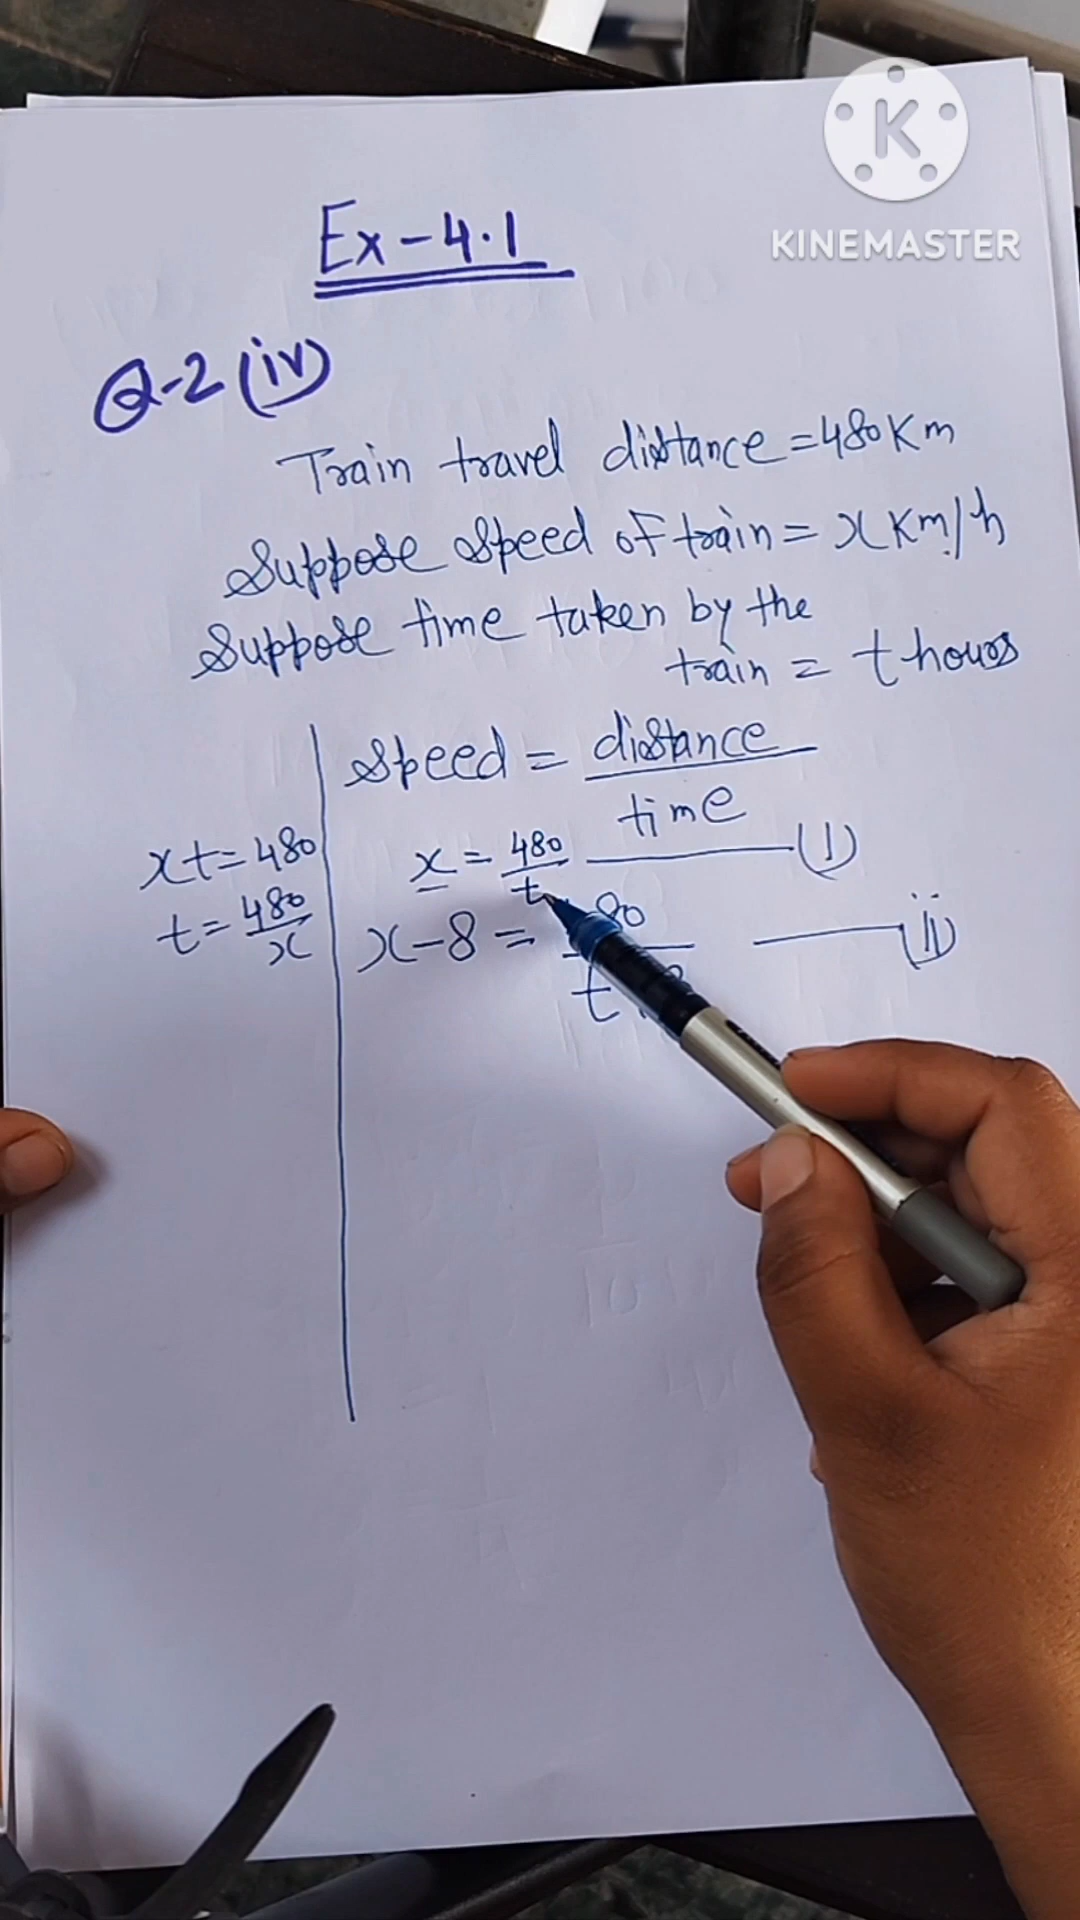 K
KINEMASTER
Ex-4.1
Q-2 (iv)
Train travel distance = 480 Km
Suppose Speed of train = x Km/h
Suppose time taken by the
train = t hours
Speed = distance / time
x = 480/t — (I)
x-8 = 80 / t — (ii)
xt = 480
t = 480/x